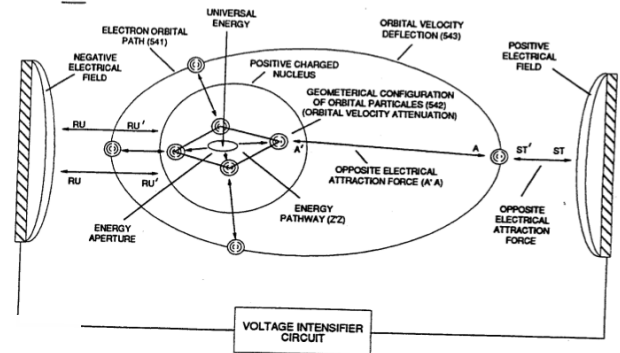 UNIVERSAL
ENERGY
ELECTRON ORBITAL
PATH (541)
ORBITAL VELOCITY
DEFLECTION (543)
NEGATIVE
ELECTRICAL
FIELD
POSITIVE CHARGED
NUCLEUS
POSITIVE
ELECTRICAL
FIELD
GEOMETERICAL CONFIGURATION
OF ORBITAL PARTICALES (542)
(ORBITAL VELOCITY ATTENUATION)
RU RU'
A' A
ST' ST
RU RU'
OPPOSITE ELECTRICAL
ATTRACTION FORCE (A' A)
ENERGY
APERTURE
ENERGY
PATHWAY (Z'Z)
OPPOSITE
ELECTRICAL
ATTRACTION
FORCE
VOLTAGE INTENSIFIER
CIRCUIT